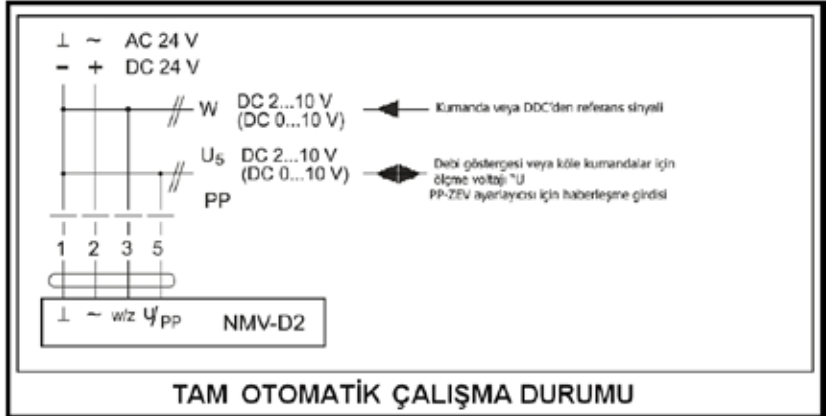 ⊥ ~ AC 24 V
- + DC 24 V
W DC 2...10 V
(DC 0...10 V)
Kumanda veya DDC'den referans sinyali
U5 DC 2...10 V
(DC 0...10 V)
PP
Debi göstergesi veya köle kumandalar için
ölçme voltajı "U
PP-ZEV ayarlayıcısı için haberleşme girdisi
1 2 3 5
⊥ ~ w/z U/PP NMV-D2
TAM OTOMATİK ÇALIŞMA DURUMU